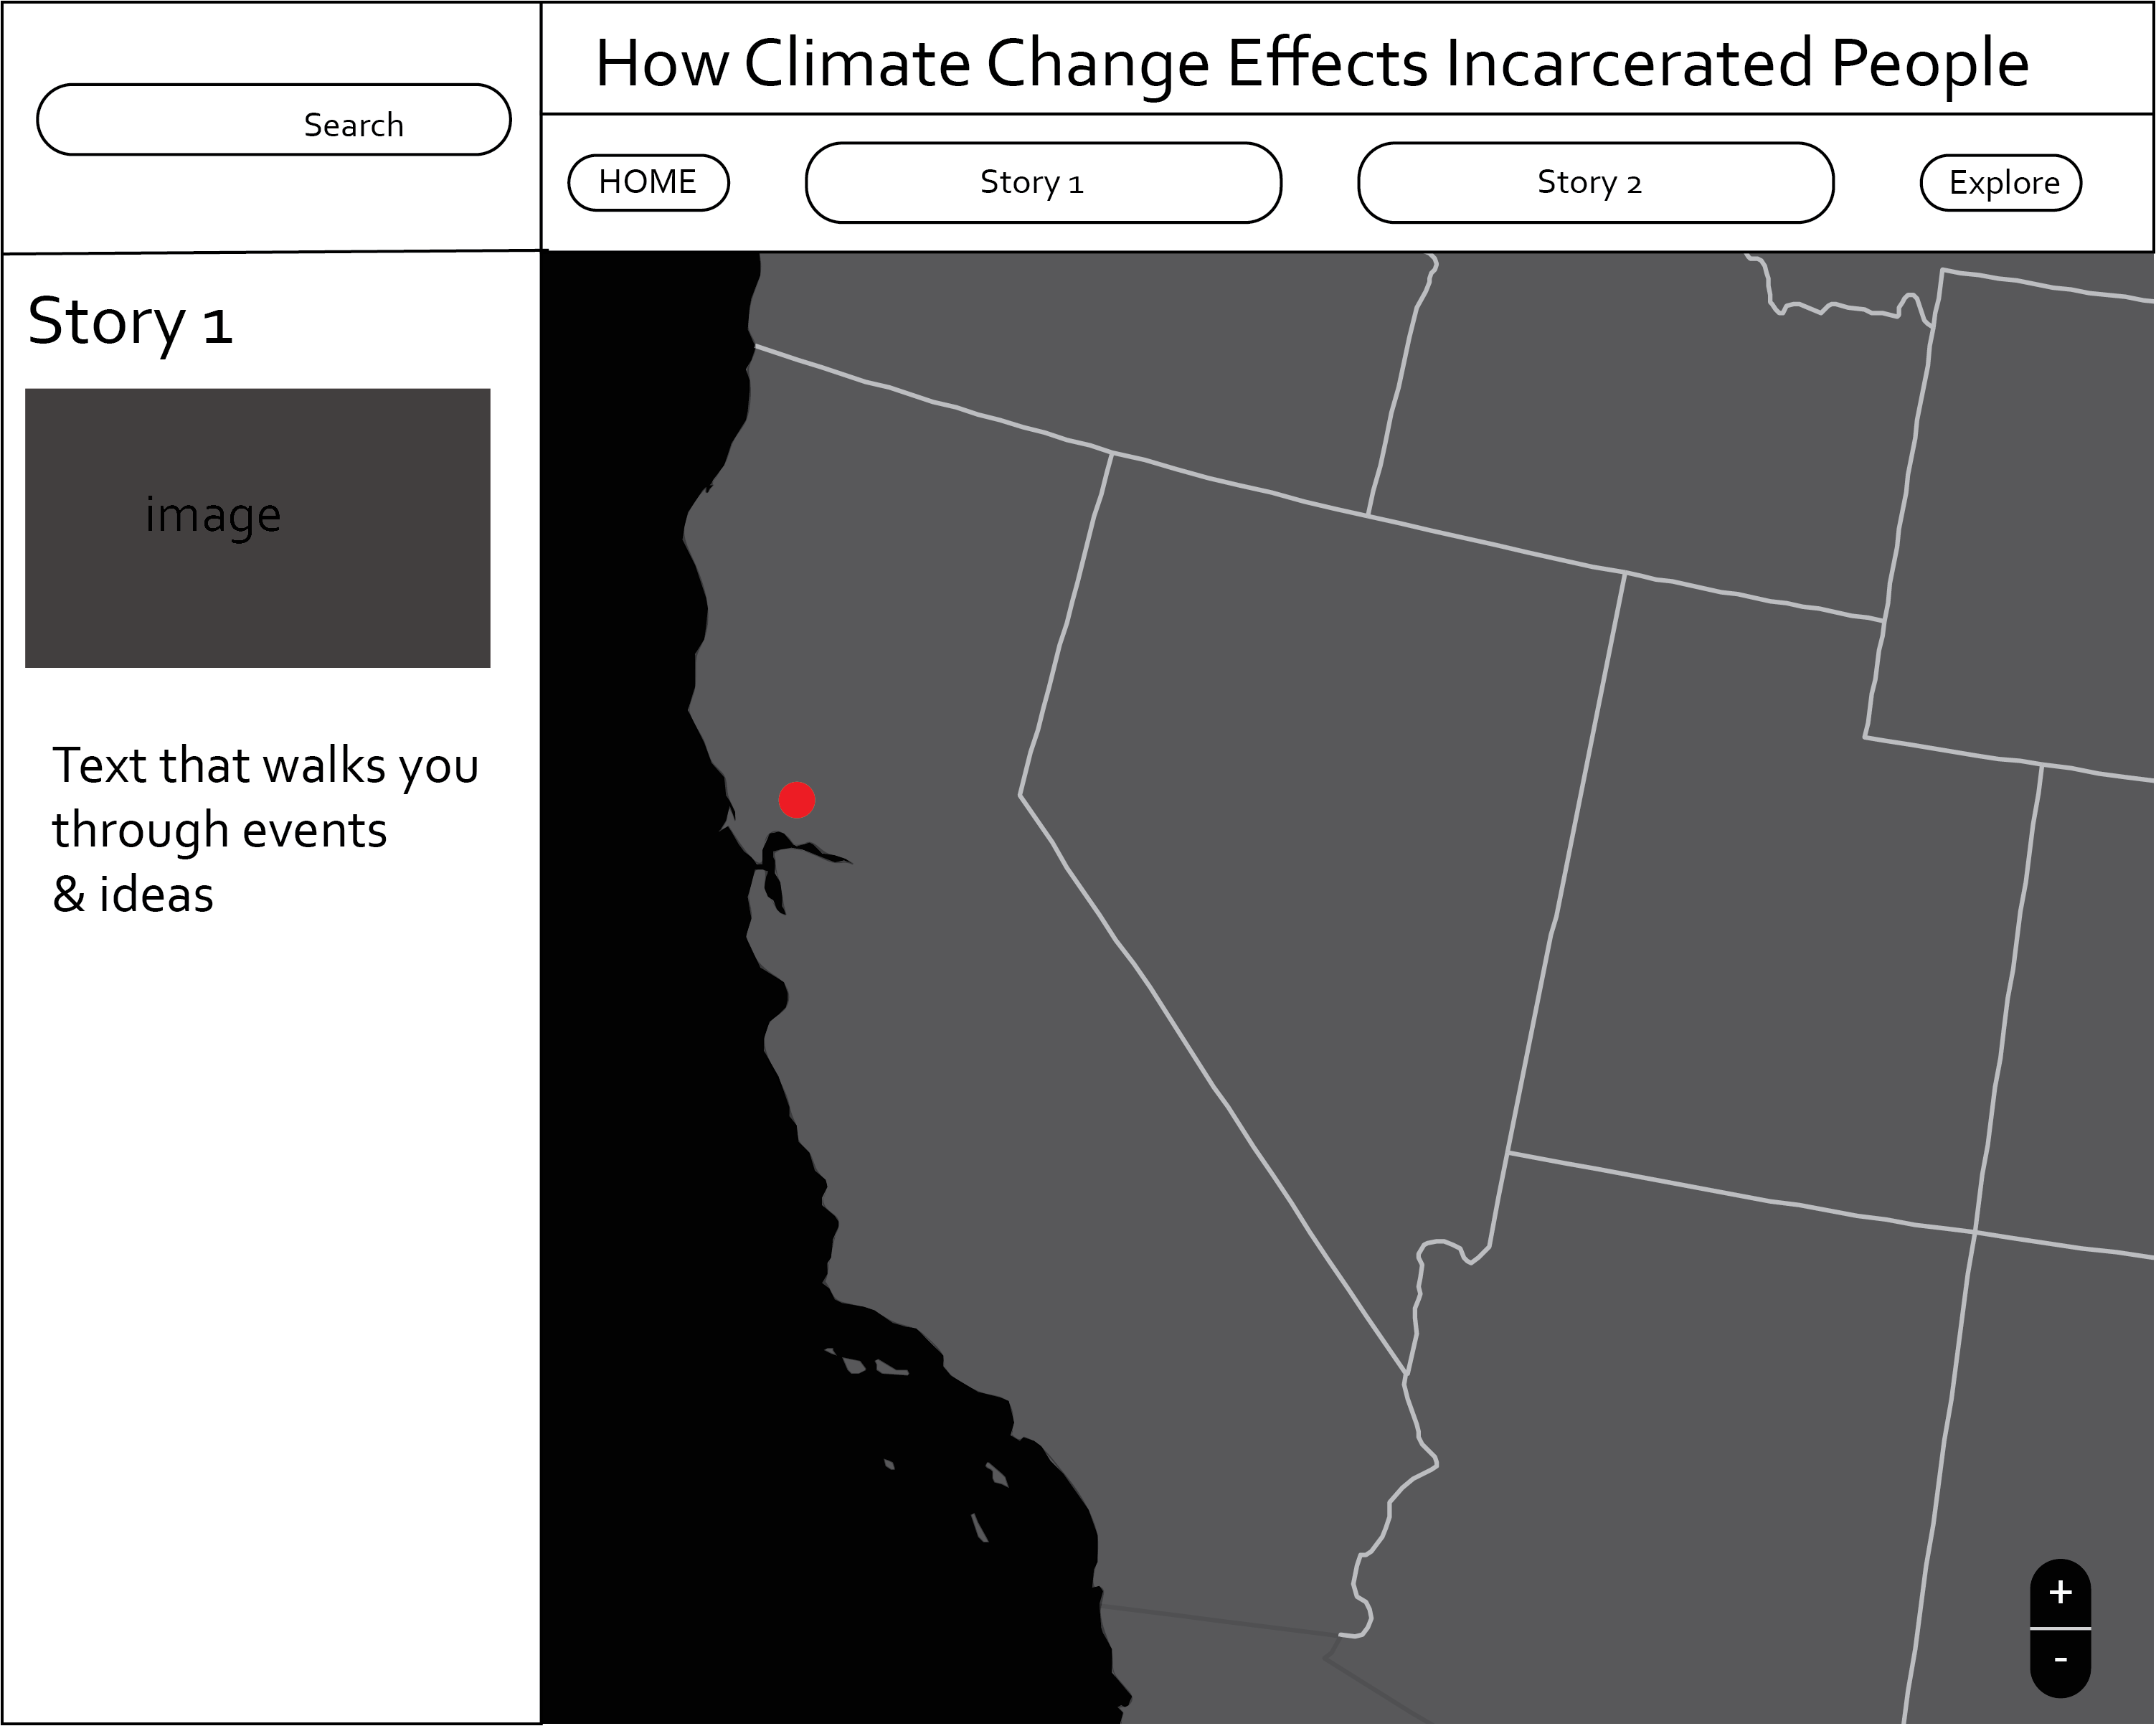 How Climate Change Effects Incarcerated People
Search
HOME
Story 1
Story 2
Explore
Story 1
image
Text that walks you
through events
& ideas
+
-